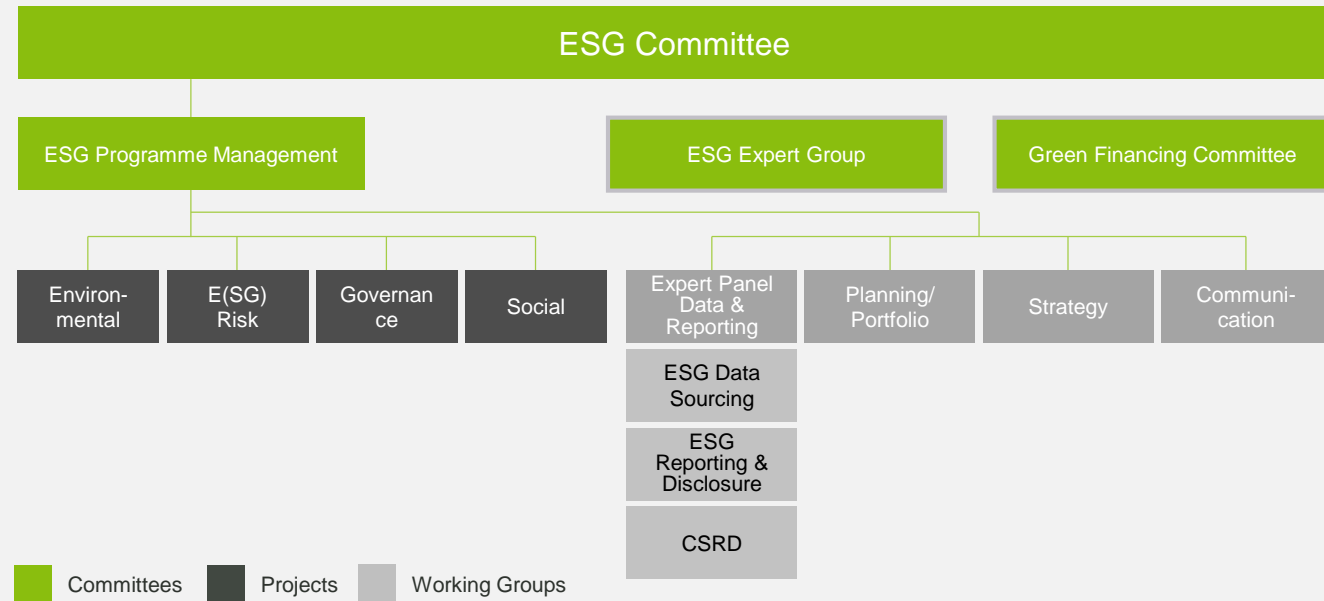 ESG Committee
ESG Programme Management
ESG Expert Group
Green Financing Committee
Environ-
mental
E(SG)
Risk
Governan
ce
Social
Expert Panel
Data &
Reporting
Planning/
Portfolio
Strategy
Communi-
cation
ESG Data
Sourcing
ESG
Reporting &
Disclosure
CSRD
Committees
Projects
Working Groups